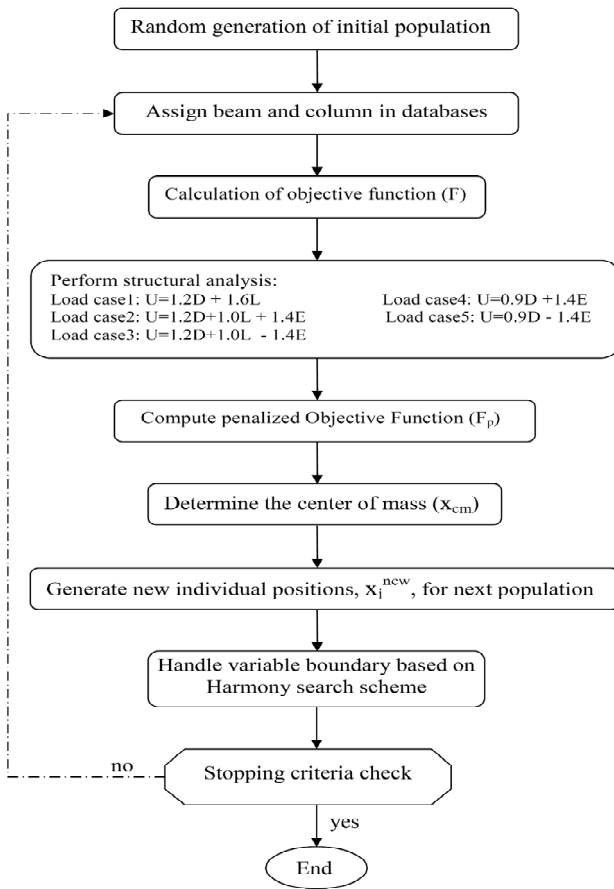 Random generation of initial population
Assign beam and column in databases
Calculation of objective function (F)
Perform structural analysis:
Load case1: U=1.2D + 1.6L
Load case4: U=0.9D +1.4E
Load case2: U=1.2D+1.0L + 1.4E
Load case5: U=0.9D - 1.4E
Load case3: U=1.2D+1.0L - 1.4E
Compute penalized Objective Function (Fp)
Determine the center of mass (xcm)
Generate new individual positions, xi^new, for next population
Handle variable boundary based on
Harmony search scheme
no
Stopping criteria check
yes
End